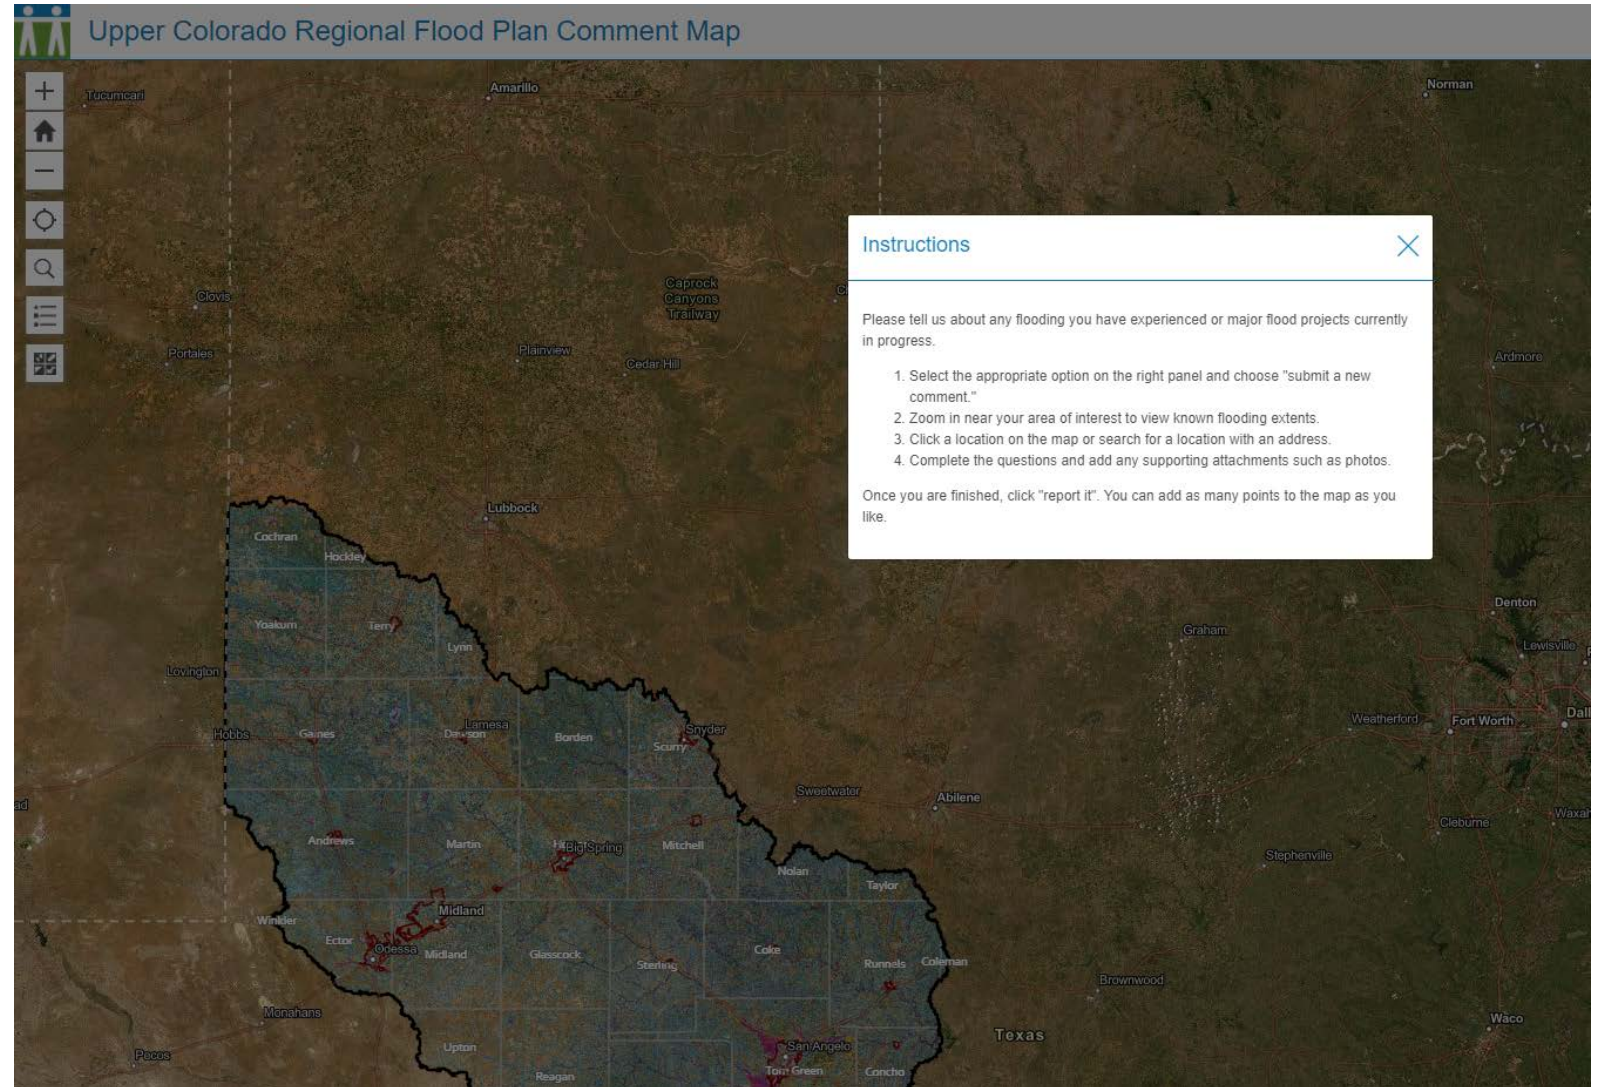 Upper Colorado Regional Flood Plan Comment Map
Tucumcari
Amarillo
Norman
Instructions
Please tell us about any flooding you have experienced or major flood projects currently
in progress.
1. Select the appropriate option on the right panel and choose "submit a new
comment."
2. Zoom in near your area of interest to view known flooding extents.
3. Click a location on the map or search for a location with an address.
4. Complete the questions and add any supporting attachments such as photos.
Once you are finished, click "report it". You can add as many points to the map as you
like.
Caprock
Canyons
Trailway
Clovis
Portales
Plainview
Cedar Hill
Ardmore
Lubbock
Cochran
Hockley
Yoakum
Terry
Lynn
Denton
Graham
Lewisville
Lovington
Hobbs
Gaines
Lamesa
Dawson
Borden
Snyder
Scurry
Weatherford
Fort Worth
Dall
Sweetwater
Abilene
ad
Cleburne
Waxah
Andrews
Martin
Big Spring
Mitchell
Stephenville
Nolan
Taylor
Winkler
Midland
Ector
Odessa
Midland
Glasscock
Sterling
Coke
Runnels
Coleman
Brownwood
Monahans
Waco
Texas
Pecos
Upton
San Angelo
Reagan
Tom Green
Concho